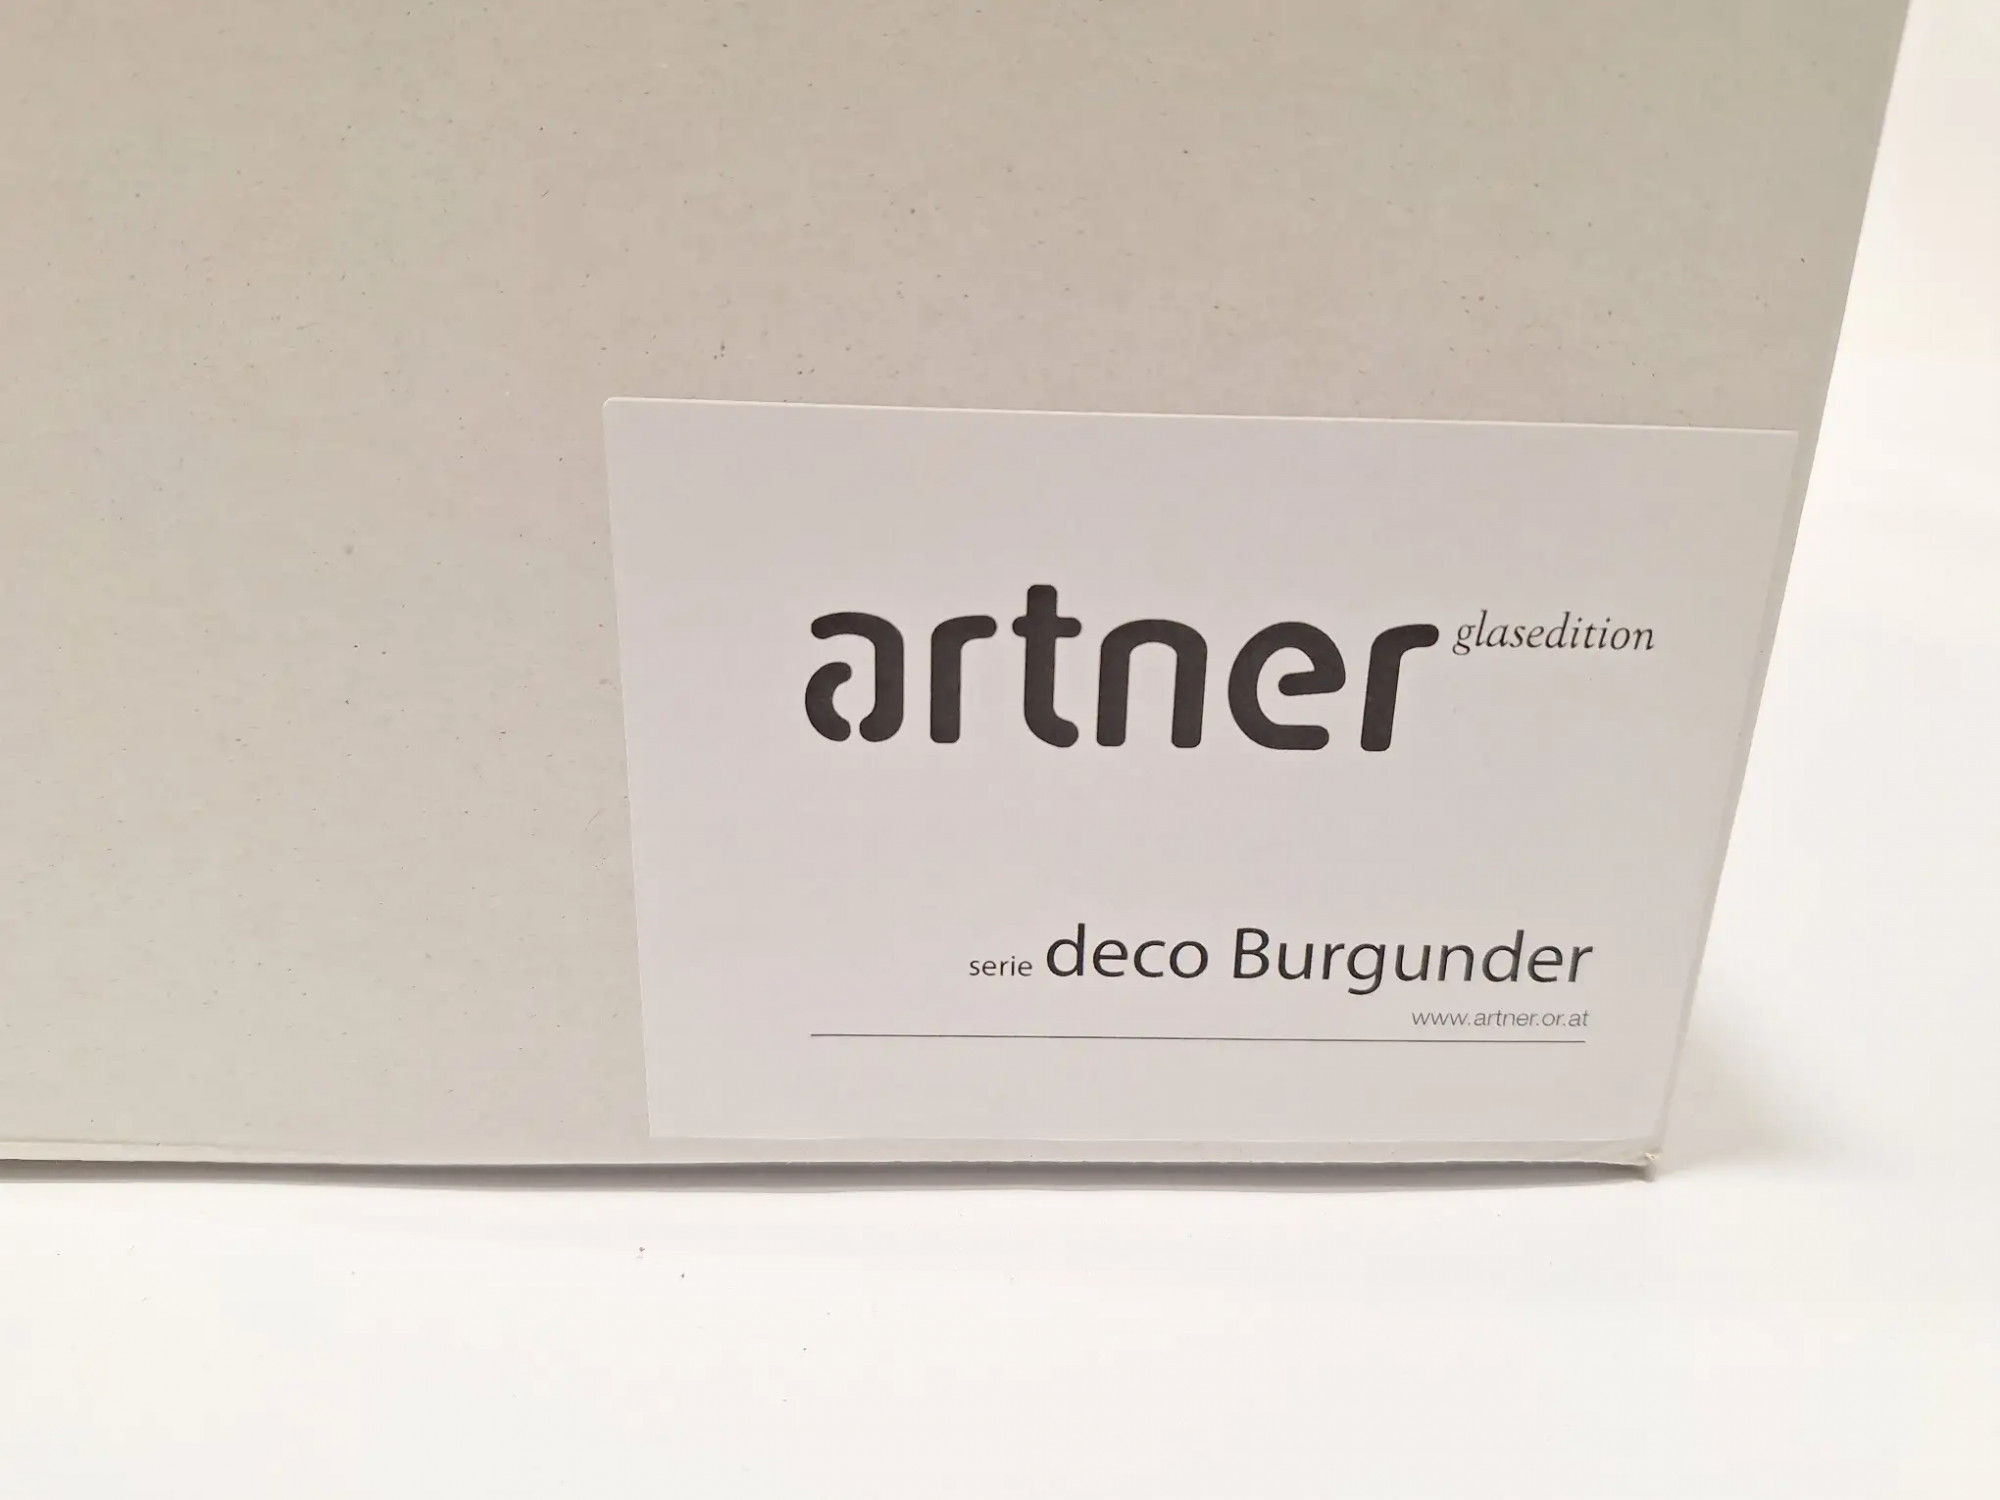 artner glasedition
serie deco Burgunder
www.artner.or.at